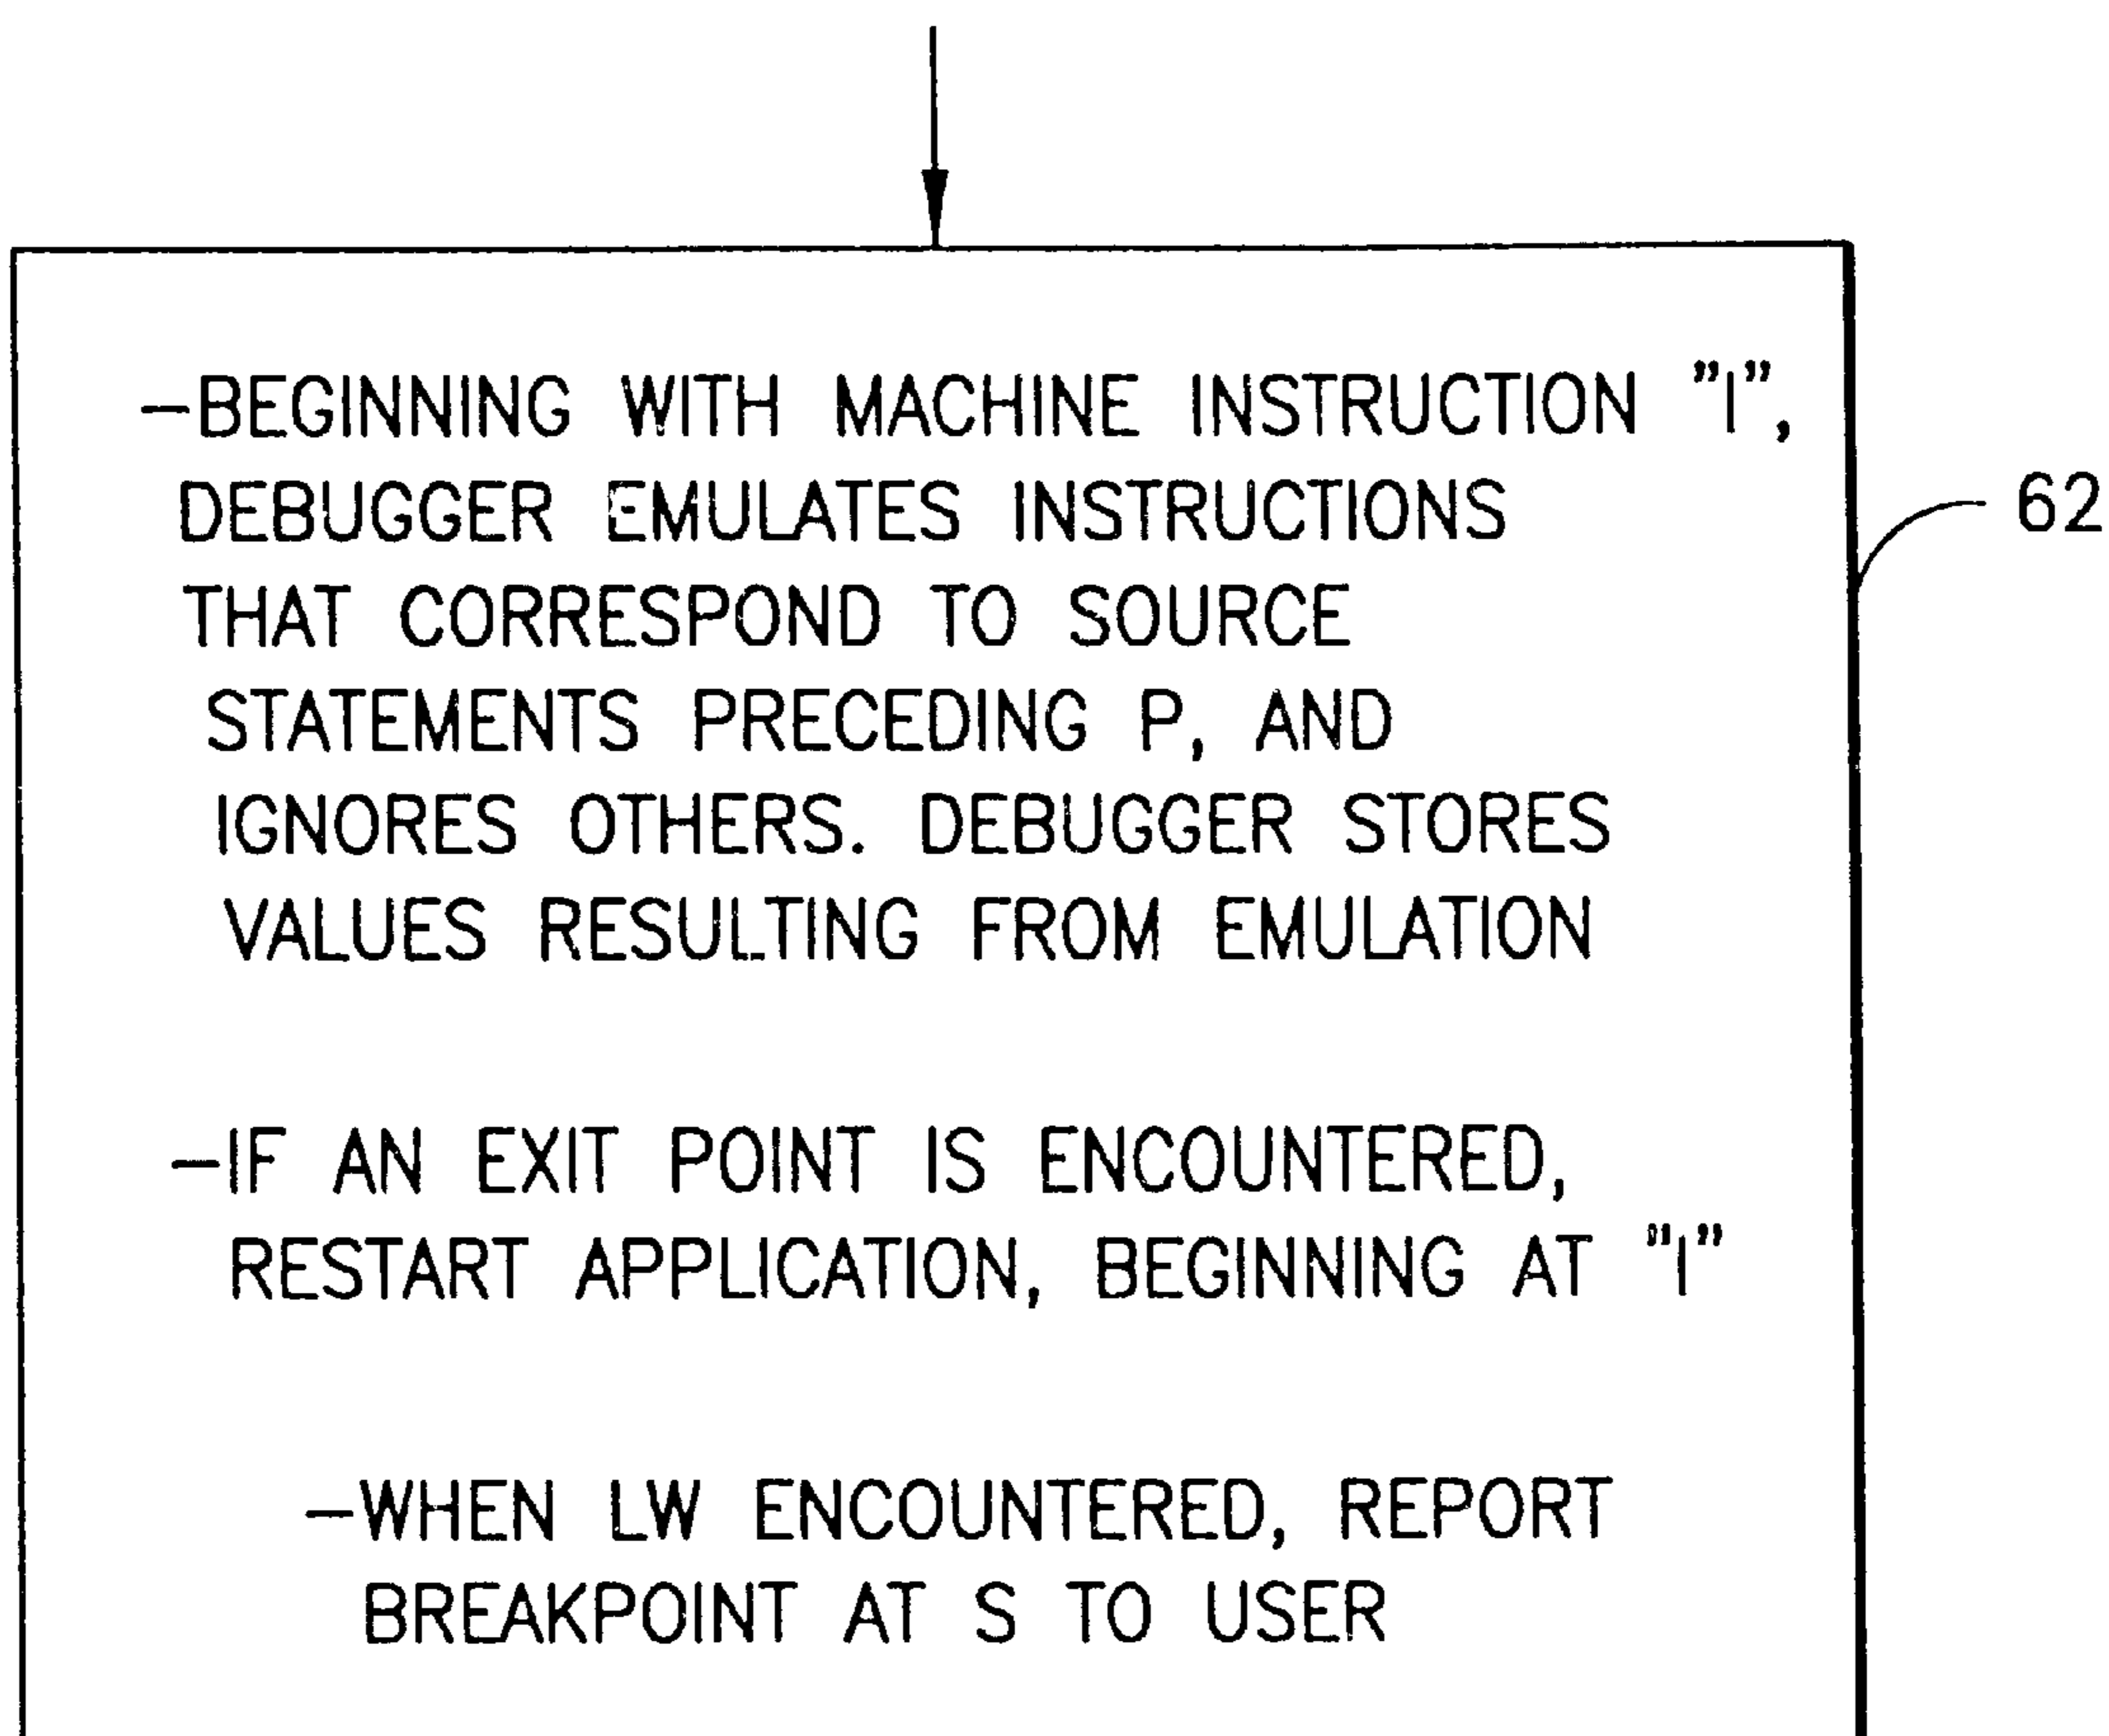 –BEGINNING WITH MACHINE INSTRUCTION "I",
DEBUGGER EMULATES INSTRUCTIONS
62
THAT CORRESPOND TO SOURCE
STATEMENTS PRECEDING P, AND
IGNORES OTHERS. DEBUGGER STORES
VALUES RESULTING FROM EMULATION
–IF AN EXIT POINT IS ENCOUNTERED,
RESTART APPLICATION, BEGINNING AT "I"
–WHEN LW ENCOUNTERED, REPORT
BREAKPOINT AT S TO USER